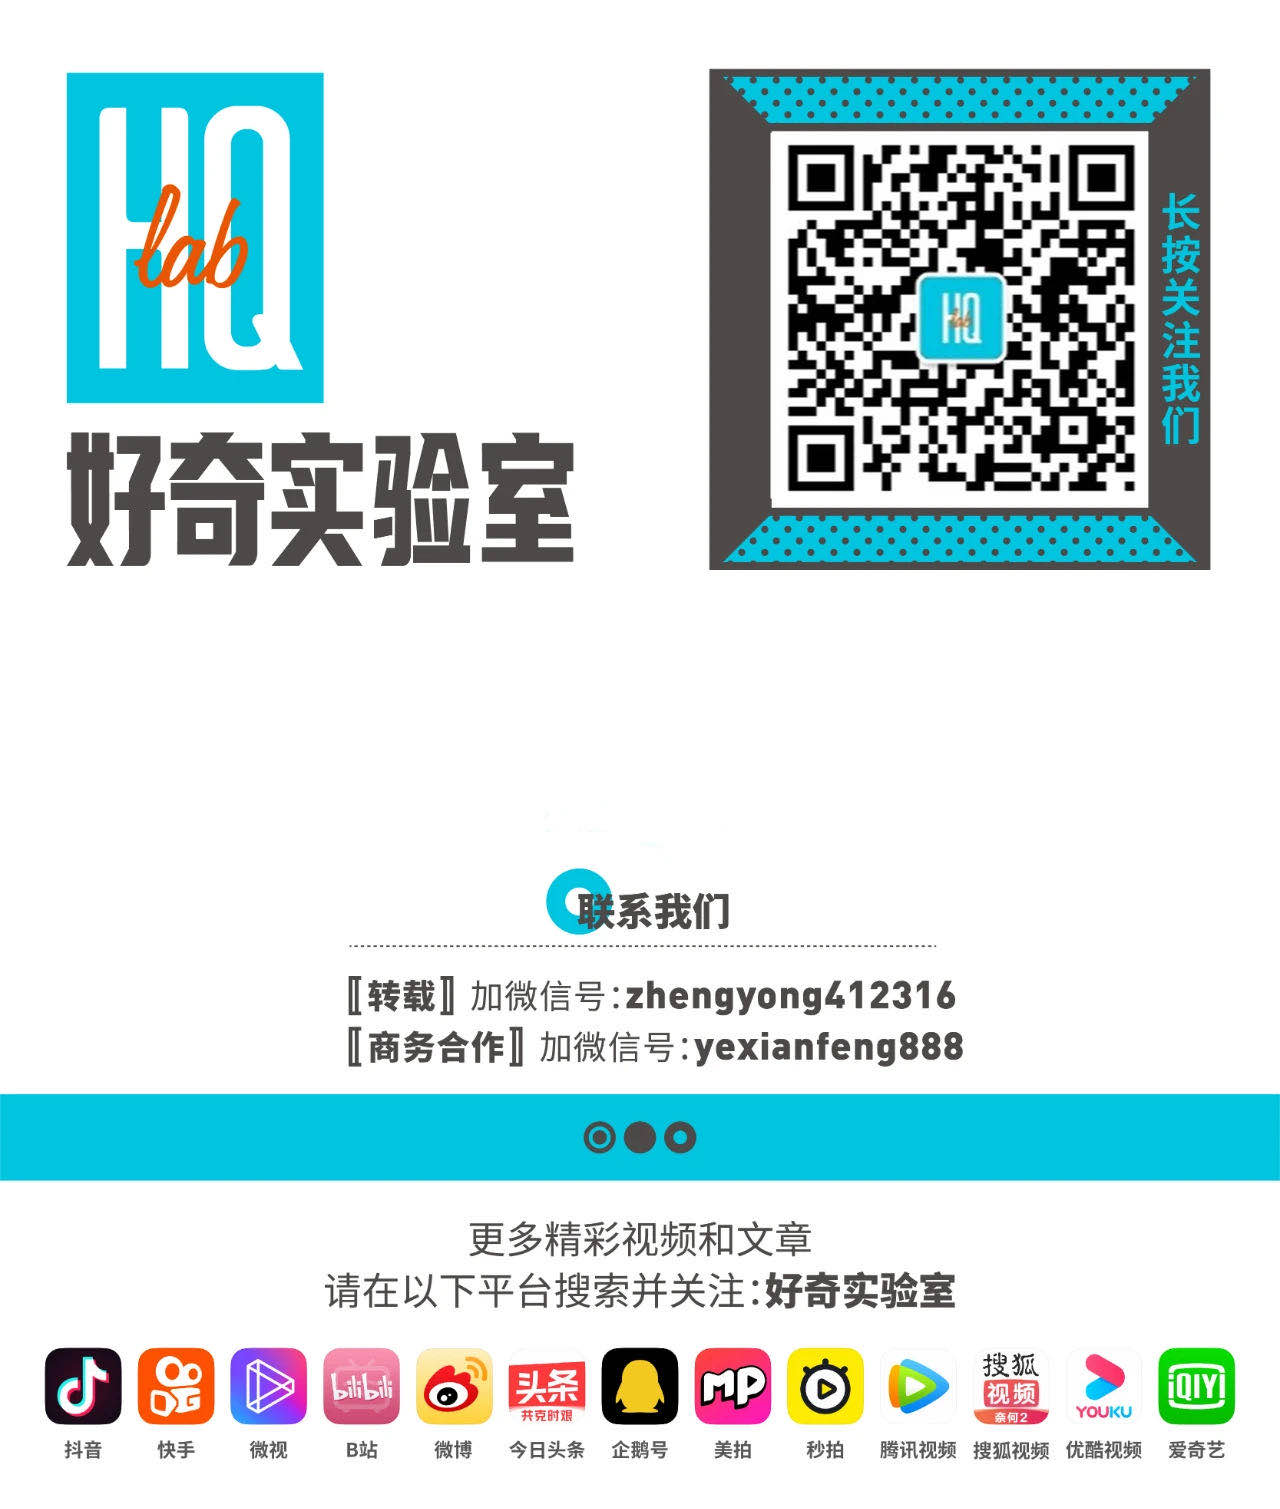 HQ
lab
好奇实验室
HQ
lab
长按关注我们
联系我们
〖转载〗加微信号:zhengyong412316
〖商务合作〗加微信号:yexianfeng888
更多精彩视频和文章
请在以下平台搜索并关注:好奇实验室
bilibili
头条
共克时艰
MP
搜狐
视频
奈何2
YOUKU
iQIYI
抖音 快手 微视 B站 微博 今日头条 企鹅号 美拍 秒拍 腾讯视频 搜狐视频 优酷视频 爱奇艺